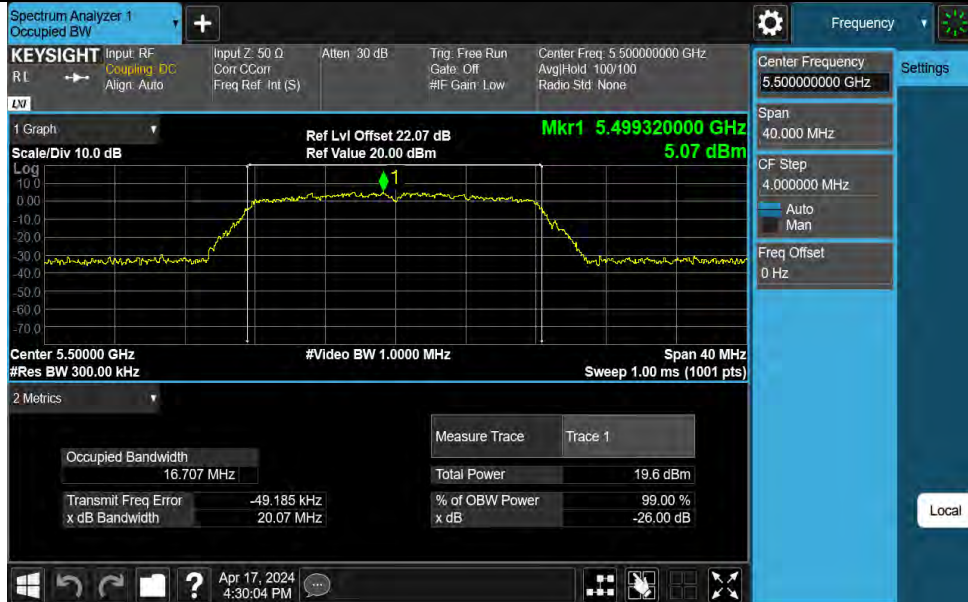 Spectrum Analyzer 1
Occupied BW
Frequency
KEYSIGHT
Input: RF
Input Z: 50 Ω
Atten: 30 dB
Trig: Free Run
Center Freq: 5.500000000 GHz
Coupling: DC
Corr CCorr
Gate: Off
Avg|Hold: 100/100
Align: Auto
Freq Ref: Int (S)
#IF Gain: Low
Radio Std: None
LXI
Center Frequency
5.500000000 GHz
Settings
Span
40.000 MHz
CF Step
4.000000 MHz
Auto
Man
Freq Offset
0 Hz
1 Graph
Ref Lvl Offset 22.07 dB
Mkr1 5.499320000 GHz
Scale/Div 10.0 dB
Ref Value 20.00 dBm
5.07 dBm
Log
1
10.0
0.00
-10.0
-20.0
-30.0
-40.0
-50.0
-60.0
-70.0
Center 5.50000 GHz
#Video BW 1.0000 MHz
Span 40 MHz
#Res BW 300.00 kHz
Sweep 1.00 ms (1001 pts)
2 Metrics
Measure Trace
Trace 1
Occupied Bandwidth
16.707 MHz
Total Power
19.6 dBm
Transmit Freq Error
-49.185 kHz
% of OBW Power
99.00 %
x dB Bandwidth
20.07 MHz
x dB
-26.00 dB
Local
?
Apr 17, 2024
4:30:04 PM